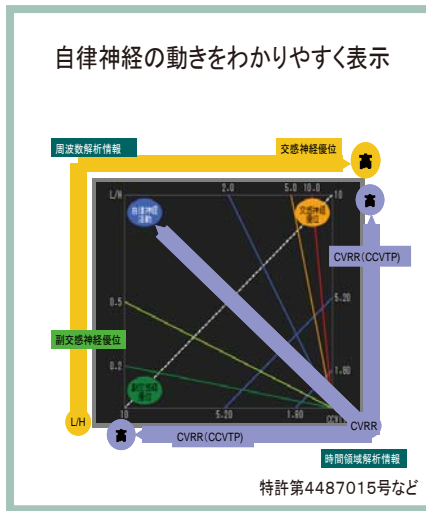 自律神経の動きをわかりやすく表示
周波数解析情報
交感神経優位
高
L/H
2.0
5.0
10.0
10
高
自律神経
活動
交感神経
優位
CVRR(CCVTP)
5.20
0.5
副交感神経優位
0.2
1.60
副交感神経
優位
10
5.20
1.60
L/H
高
CVRR(CCVTP)
CVRR
時間領域解析情報
特許第4487015号など